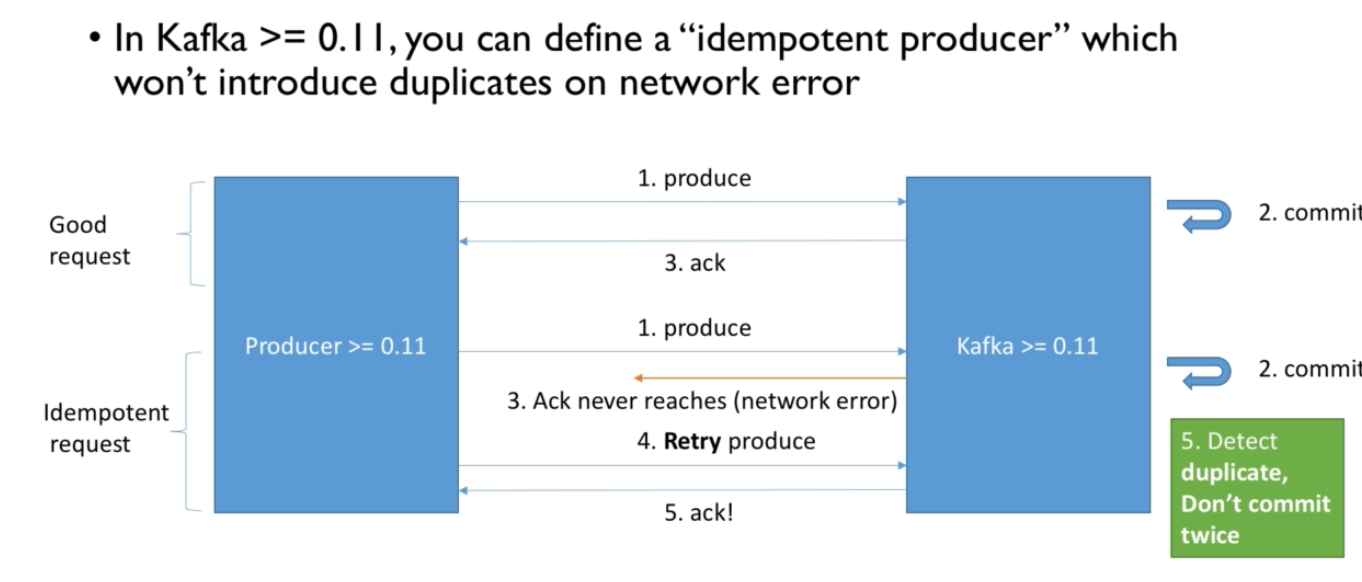 • In Kafka >= 0.11, you can define a “idempotent producer” which
won’t introduce duplicates on network error
1. produce
2. commit
Good
request
3. ack
1. produce
Producer >= 0.11
Kafka >= 0.11
2. commit
3. Ack never reaches (network error)
Idempotent
request
4. Retry produce
5. Detect
duplicate,
Don’t commit
twice
5. ack!